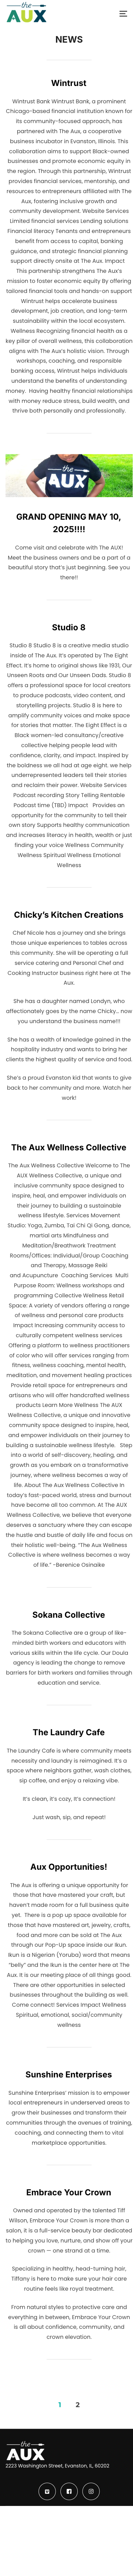 THE
AUX
NEWS
Wintrust
Wintrust Bank Wintrust Bank, a prominent
Chicago-based financial institution known for
its community-focused approach, has
partnered with The Aux, a cooperative
business incubator in Evanston, Illinois. This
collaboration aims to support Black-owned
businesses and promote economic equity in
the region. Through this partnership, Wintrust
provides financial services, mentorship, and
resources to entrepreneurs affiliated with The
Aux, fostering inclusive growth and
community development. Website Services
Limited financial services Lending solutions
Financial literacy Tenants and entrepreneurs
benefit from access to capital, banking
guidance, and strategic financial planning
support directly onsite at The Aux. Impact
This partnership strengthens The Aux's
mission to foster economic equity By offering
tailored financial tools and hands-on support
Wintrust helps accelerate business
development, job creation, and long-term
sustainability within the local ecosystem.
Wellness Recognizing financial health as a
key pillar of overall wellness, this collaboration
aligns with The Aux's holistic vision. Through
workshops, coaching, and responsible
banking access, Wintrust helps individuals
understand the benefits of understanding
money. Having healthy financial relationships
with money reduce stress, build wealth, and
thrive both personally and professionally.
THE
AUX
GRAND OPENING MAY 10,
2025!!!!
Come visit and celebrate with The AUX!
Meet the business owners and be a part of a
beautiful story that's just beginning. See you
there!!
Studio 8
Studio 8 Studio 8 is a creative media studio
inside of The Aux. It's operated by The Eight
Effect. It's home to original shows like 1931, Our
Unseen Roots and Our Unseen Dads. Studio 8
offers a professional space for local creators
to produce podcasts, video content, and
storytelling projects. Studio 8 is here to
amplify community voices and make space
for stories that matter. The Eight Effect is a
Black women-led consultancy/creative
collective helping people lead with
confidence, clarity, and impact. Inspired by
the boldness we all had at age eight, we help
underrepresented leaders tell their stories
and reclaim their power. Website Services
Podcast recording Story Telling Rentable
Podcast time (TBD) Impact Provides an
opportunity for the community to tell their
own story Supports healthy communication
and increases literacy in health, wealth or just
finding your voice Wellness Community
Wellness Spiritual Wellness Emotional
Wellness
Chicky's Kitchen Creations
Chef Nicole has a journey and she brings
those unique experiences to tables across
this community. She will be operating a full
service catering and Personal Chef and
Cooking Instructor business right here at The
Aux.
She has a daughter named Landyn, who
affectionately goes by the name Chicky... now
you understand the business name!!!
She has a wealth of knowledge gained in the
hospitality industry and wants to bring her
clients the highest quality of service and food.
She's a proud Evanston kid that wants to give
back to her community and more. Watch her
work!
The Aux Wellness Collective
The Aux Wellness Collective Welcome to The
AUX Wellness Collective, a unique and
inclusive community space designed to
inspire, heal, and empower individuals on
their journey to building a sustainable
wellness lifestyle. Services Movement
Studio: Yoga, Zumba, Tai Chi Qi Gong, dance,
martial arts Mindfulness and
Meditation/Breathwork Treatment
Rooms/Offices: Individual/Group Coaching
and Therapy, Massage Reiki
and Acupuncture Coaching Services Multi
Purpose Room: Wellness workshops and
programming Collective Wellness Retail
Space: A variety of vendors offering a range
of wellness and personal care products
Impact Increasing community access to
culturally competent wellness services
Offering a platform to wellness practitioners
of color who will offer services ranging from
fitness, wellness coaching, mental health,
meditation, and movement healing practices
Provide retail space for entrepreneurs and
artisans who will offer handcrafted wellness
products Learn More Wellness The AUX
Wellness Collective, a unique and innovative
community space designed to inspire, heal,
and empower individuals on their journey to
building a sustainable wellness lifestyle. Step
into a world of self-discovery, healing, and
growth as you embark on a transformative
journey, where wellness becomes a way of
life. About The Aux Wellness Collective In
today's fast-paced world, stress and burnout
have become all too common. At The AUX
Wellness Collective, we believe that everyone
deserves a sanctuary where they can escape
the hustle and bustle of daily life and focus on
their holistic well-being. "The Aux Wellness
Collective is where wellness becomes a way
of life." -Bernice Osinaike
Sokana Collective
The Sokana Collective are a group of like-
minded birth workers and educators with
various skills within the life cycle. Our Doula
agency is leading the change to remove
barriers for birth workers and families through
education and service.
The Laundry Cafe
The Laundry Cafe is where community meets
necessity and laundry is reimagined. It's a
space where neighbors gather, wash clothes,
sip coffee, and enjoy a relaxing vibe.
It's clean, it's cozy, it's connection!
Just wash, sip, and repeat!
Aux Opportunities!
The Aux is offering a unique opportunity for
those that have mastered your craft, but
haven't made room for a full business quite
yet. There is a pop up space available for
those that have mastered art, jewelry, crafts,
food and more can be sold at The Aux
through our Pop-Up space inside our Ikun.
Ikun is a Nigerian (Yoruba) word that means
"belly" and the Ikun is the center here at The
Aux. It is our meeting place of all things good.
There are other opportunities in selected
businesses throughout the building as well.
Come connect! Services Impact Wellness
Spiritual, emotional, social/community
wellness
Sunshine Enterprises
Sunshine Enterprises' mission is to empower
local entrepreneurs in underserved areas to
grow their businesses and transform their
communities through the avenues of training,
coaching, and connecting them to vital
marketplace opportunities.
Embrace Your Crown
Owned and operated by the talented Tiff
Wilson, Embrace Your Crown is more than a
salon, it is a full-service beauty bar dedicated
to helping you love, nurture, and show off your
crown — one strand at a time.
Specializing in healthy, head-turning hair,
Tiffany is here to make sure your hair care
routine feels like royal treatment.
From natural styles to protective care and
everything in between, Embrace Your Crown
is all about confidence, community, and
crown elevation.
1 2
THE
AUX
2223 Washington Street, Evanston, IL, 60202